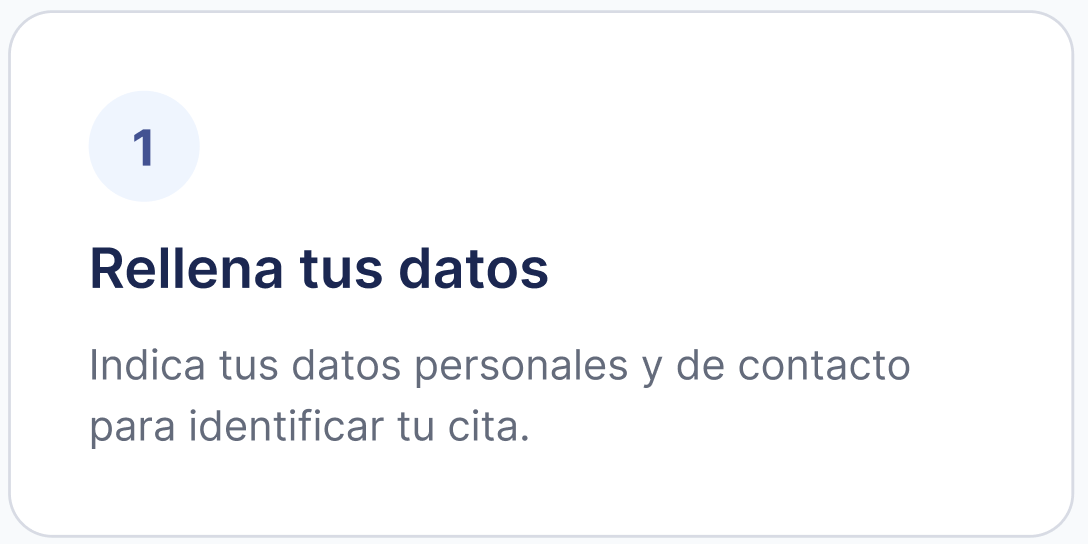 1
Rellena tus datos
Indica tus datos personales y de contacto
para identificar tu cita.